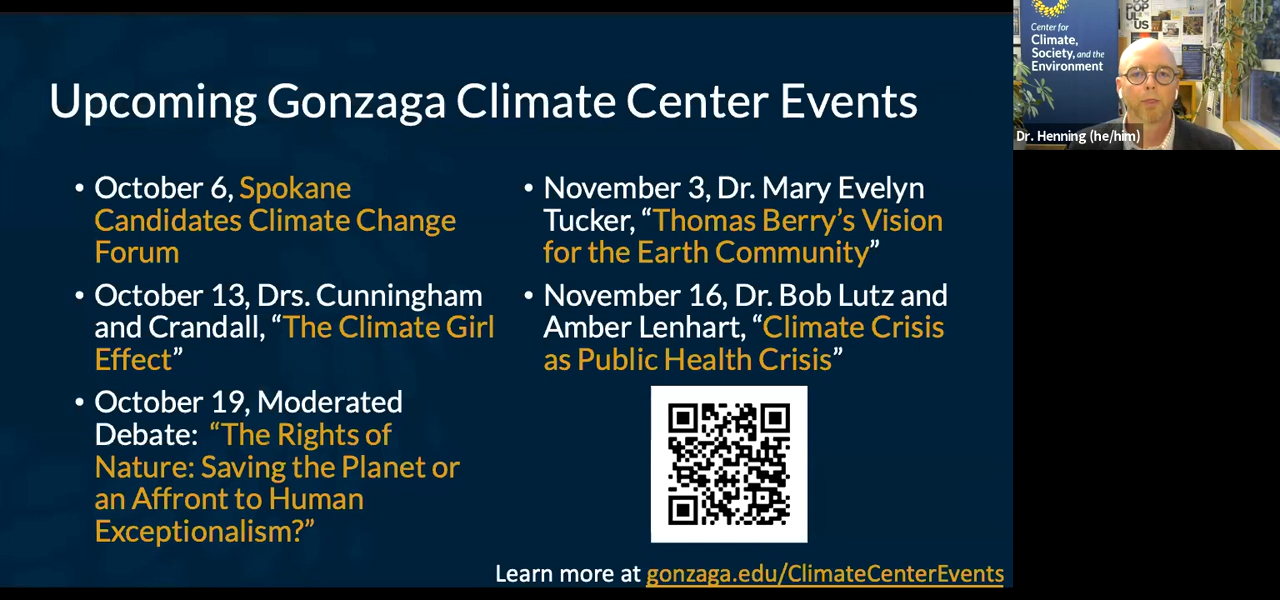 Upcoming Gonzaga Climate Center Events
• October 6, Spokane
Candidates Climate Change
Forum
• October 13, Drs. Cunningham
and Crandall, “The Climate Girl
Effect”
• October 19, Moderated
Debate:  “The Rights of
Nature: Saving the Planet or
an Affront to Human
Exceptionalism?”
• November 3, Dr. Mary Evelyn
Tucker, “Thomas Berry’s Vision
for the Earth Community”
• November 16, Dr. Bob Lutz and
Amber Lenhart, “Climate Crisis
as Public Health Crisis”
Learn more at gonzaga.edu/ClimateCenterEvents
Center for
Climate,
Society, and the
Environment
POP
UL
US
Dr. Henning (he/him)